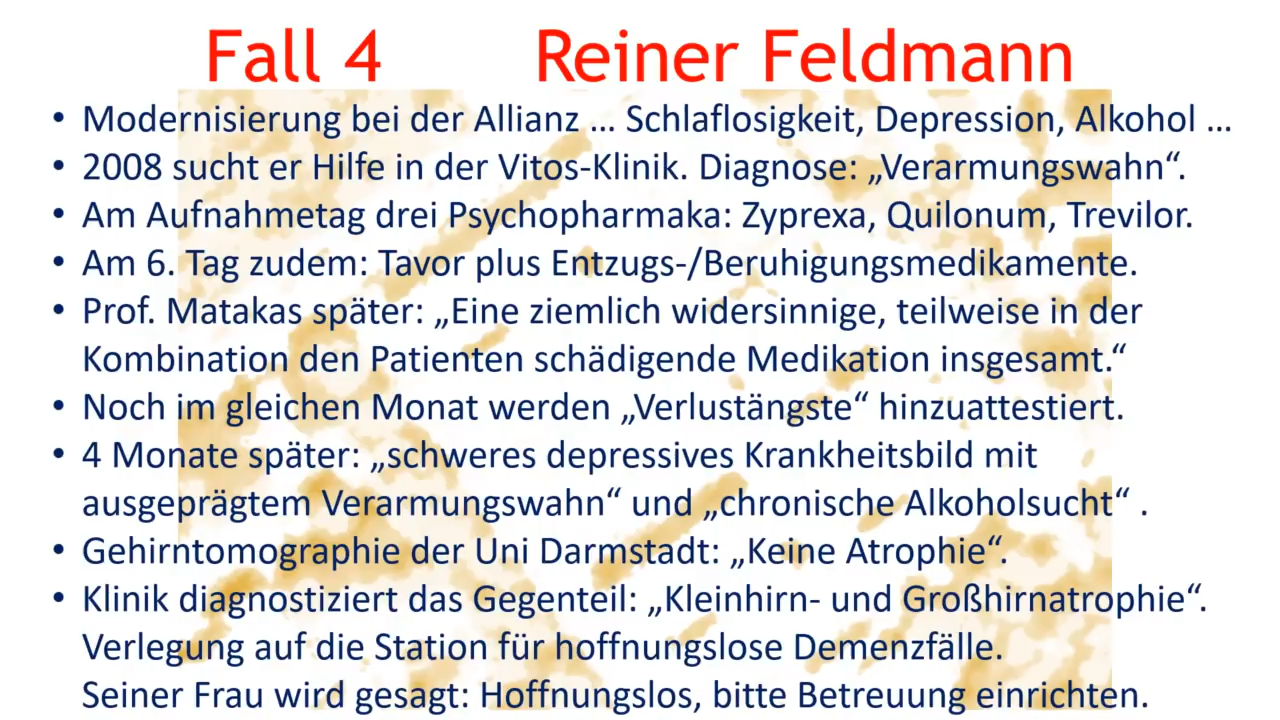 Fall 4 Reiner Feldmann
• Modernisierung bei der Allianz … Schlaflosigkeit, Depression, Alkohol …
• 2008 sucht er Hilfe in der Vitos-Klinik. Diagnose: „Verarmungswahn“.
• Am Aufnahmetag drei Psychopharmaka: Zyprexa, Quilonum, Trevilor.
• Am 6. Tag zudem: Tavor plus Entzugs-/Beruhigungsmedikamente.
• Prof. Matakas später: „Eine ziemlich widersinnige, teilweise in der
Kombination den Patienten schädigende Medikation insgesamt.“
• Noch im gleichen Monat werden „Verlustängste“ hinzuattestiert.
• 4 Monate später: „schweres depressives Krankheitsbild mit
ausgeprägtem Verarmungswahn“ und „chronische Alkoholsucht“ .
• Gehirntomographie der Uni Darmstadt: „Keine Atrophie“.
• Klinik diagnostiziert das Gegenteil: „Kleinhirn- und Großhirnatrophie“.
Verlegung auf die Station für hoffnungslose Demenzfälle.
Seiner Frau wird gesagt: Hoffnungslos, bitte Betreuung einrichten.